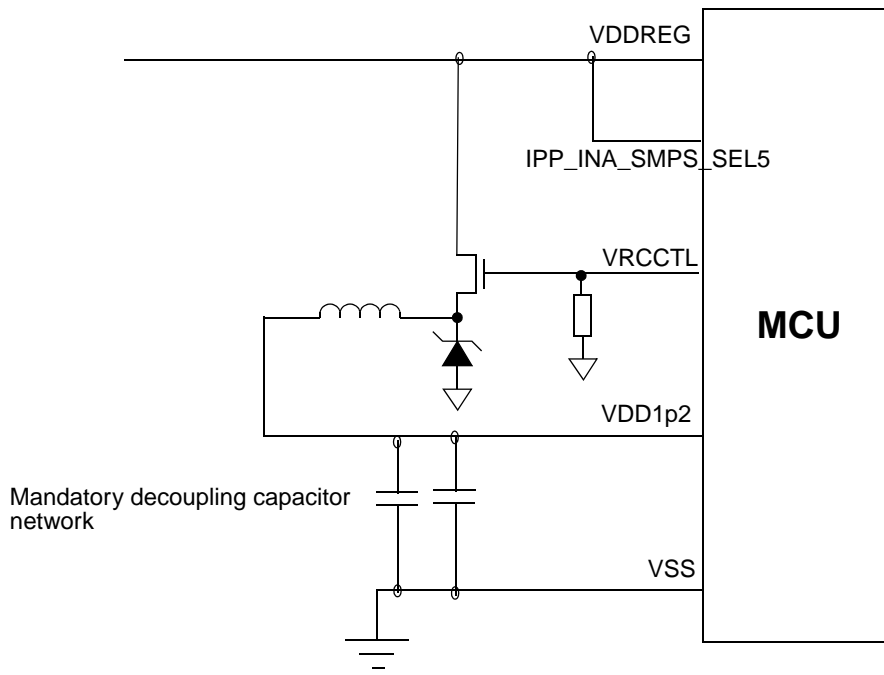 VDDREG
IPP_INA_SMPS_SEL5
VRCCTL
MCU
VDD1p2
Mandatory decoupling capacitor
network
VSS